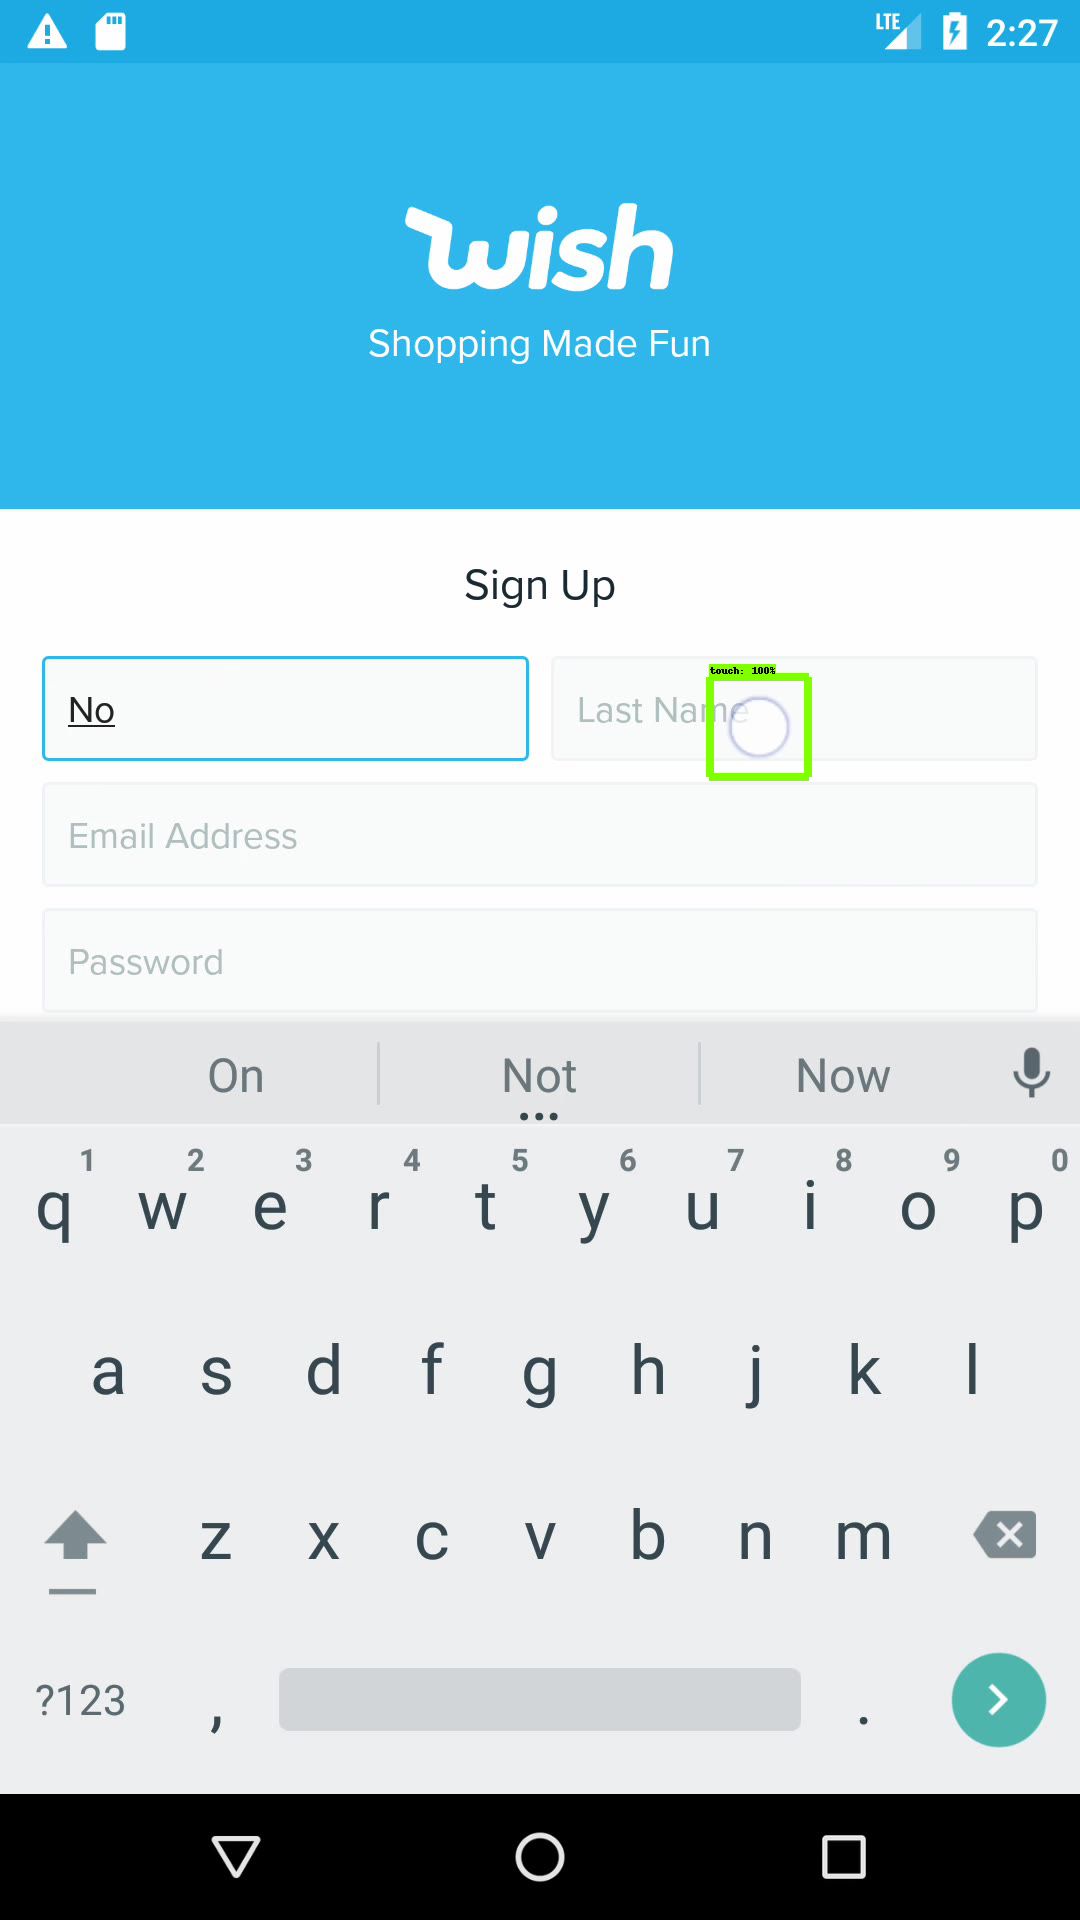 LTE 2:27
wish
Shopping Made Fun
Sign Up
touch: 100%
No Last Name
Email Address
Password
On Not Now
1 2 3 4 5 6 7 8 9 0
q w e r t y u i o p
a s d f g h j k l
z x c v b n m
?123 , .